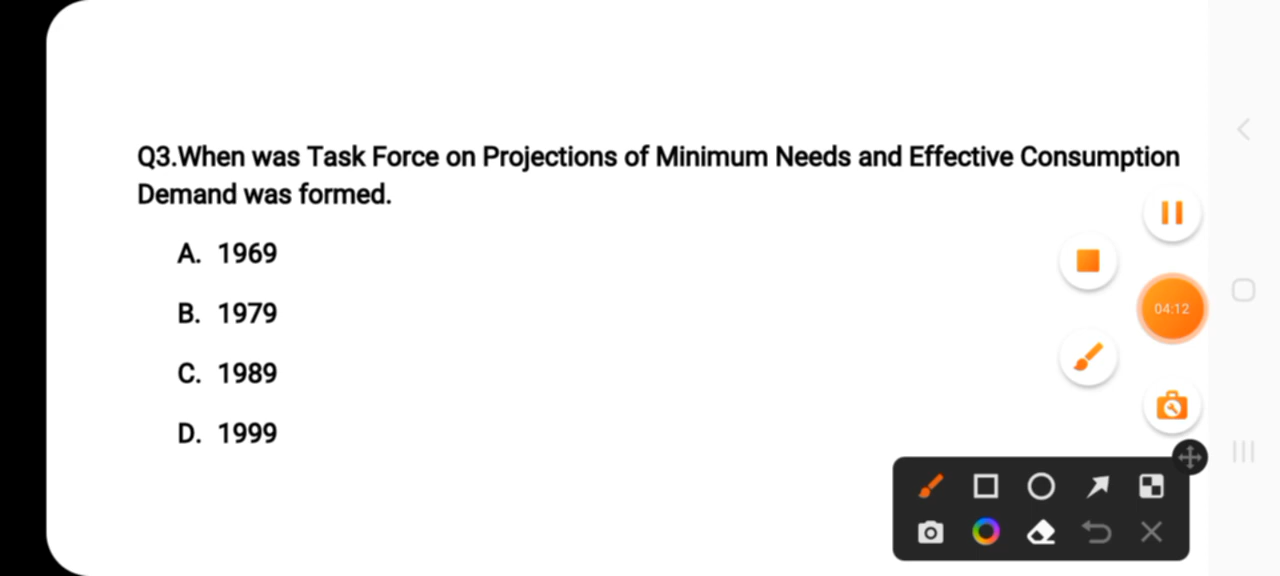 Q3.When was Task Force on Projections of Minimum Needs and Effective Consumption
Demand was formed.
A. 1969
B. 1979
C. 1989
D. 1999
04:12